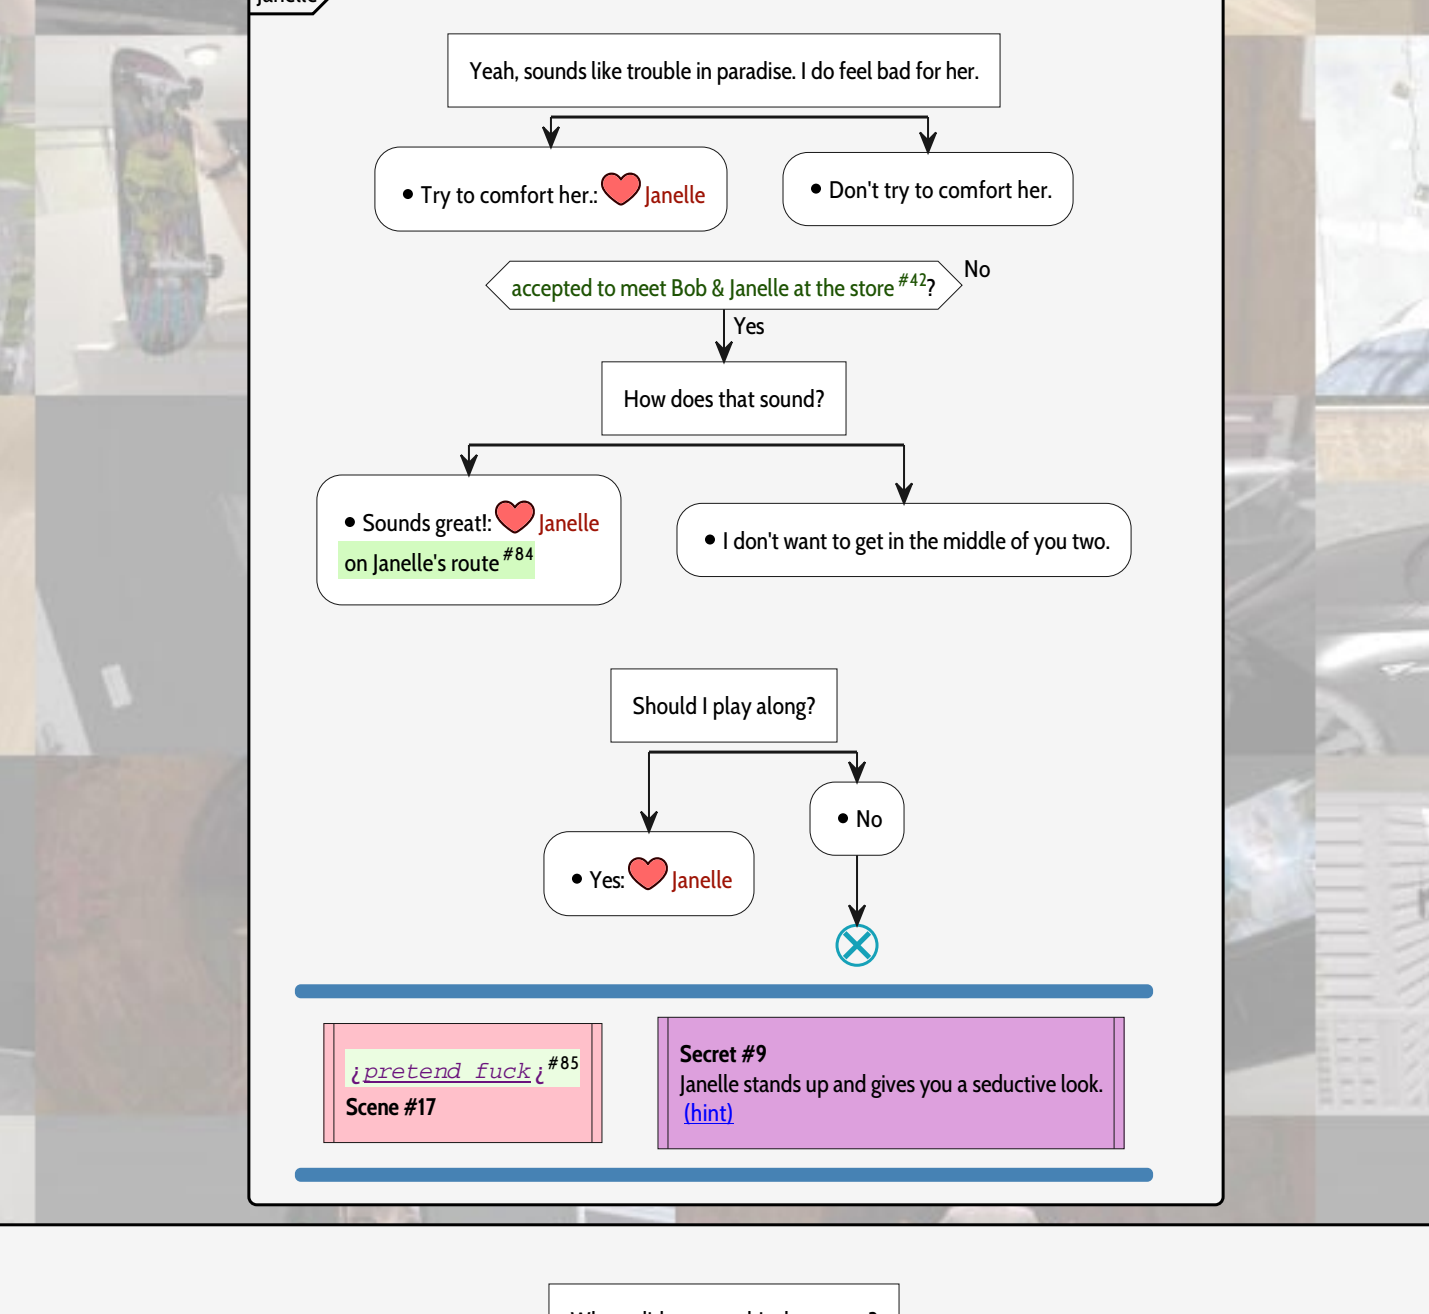 Janelle
Yeah, sounds like trouble in paradise. I do feel bad for her.
• Try to comfort her.: Janelle
• Don't try to comfort her.
accepted to meet Bob & Janelle at the store #42?
No
Yes
How does that sound?
• Sounds great!: Janelle
on Janelle's route #84
• I don't want to get in the middle of you two.
Should I play along?
• No
• Yes: Janelle
¿pretend fuck¿ #85
Scene #17
Secret #9
Janelle stands up and gives you a seductive look.
(hint)